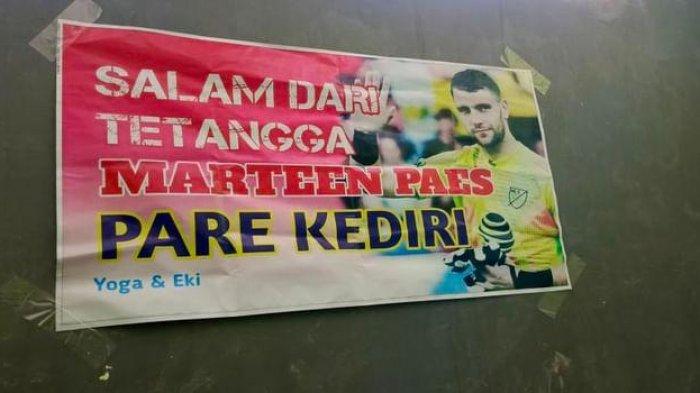 SALAM DARI
TETANGGA
MARTEEN PAES
PARE KEDIRI
Yoga & Eki